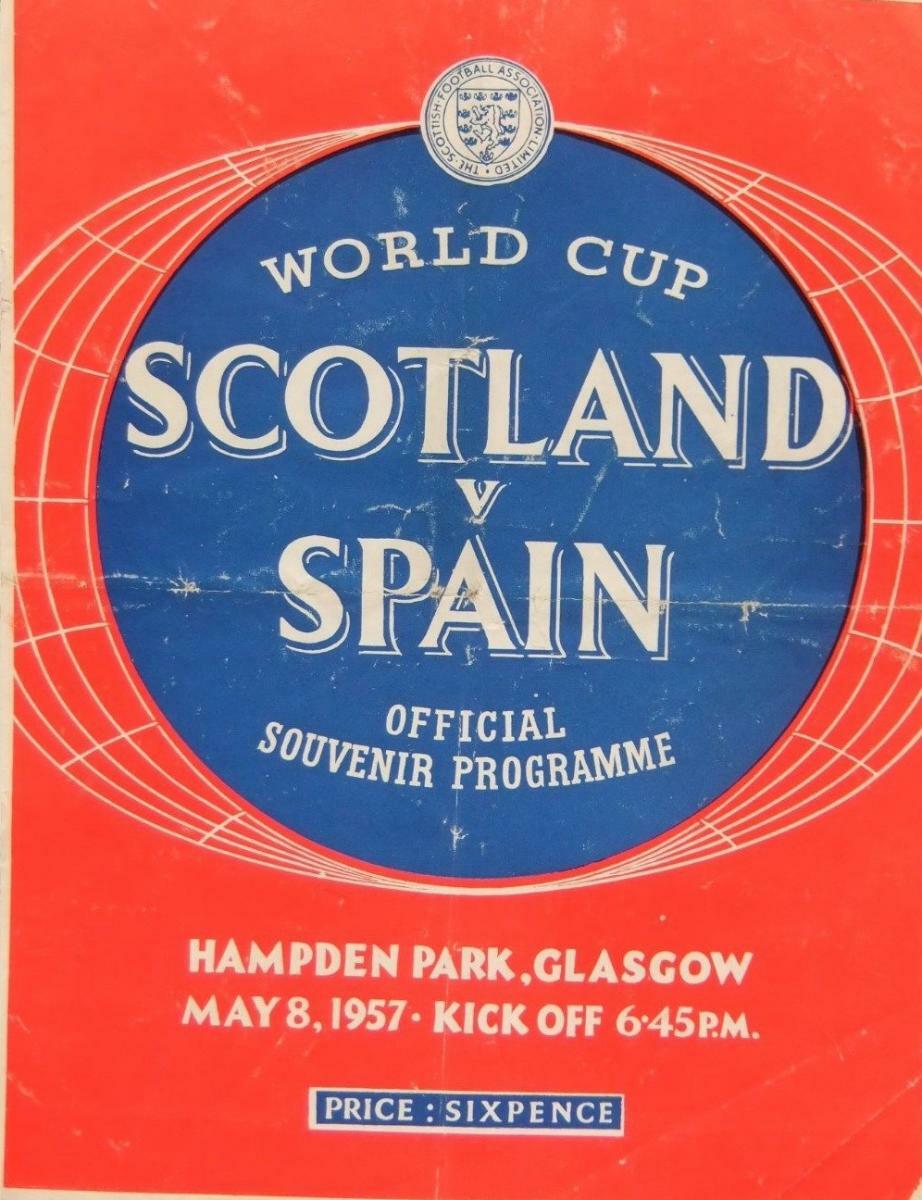 THE · SCOTTISH · FOOTBALL ASSOCIATION · LIMITED ·
WORLD CUP
SCOTLAND
V
SPAIN
OFFICIAL
SOUVENIR PROGRAMME
HAMPDEN PARK, GLASGOW
MAY 8, 1957 · KICK OFF 6·45 P.M.
PRICE : SIXPENCE